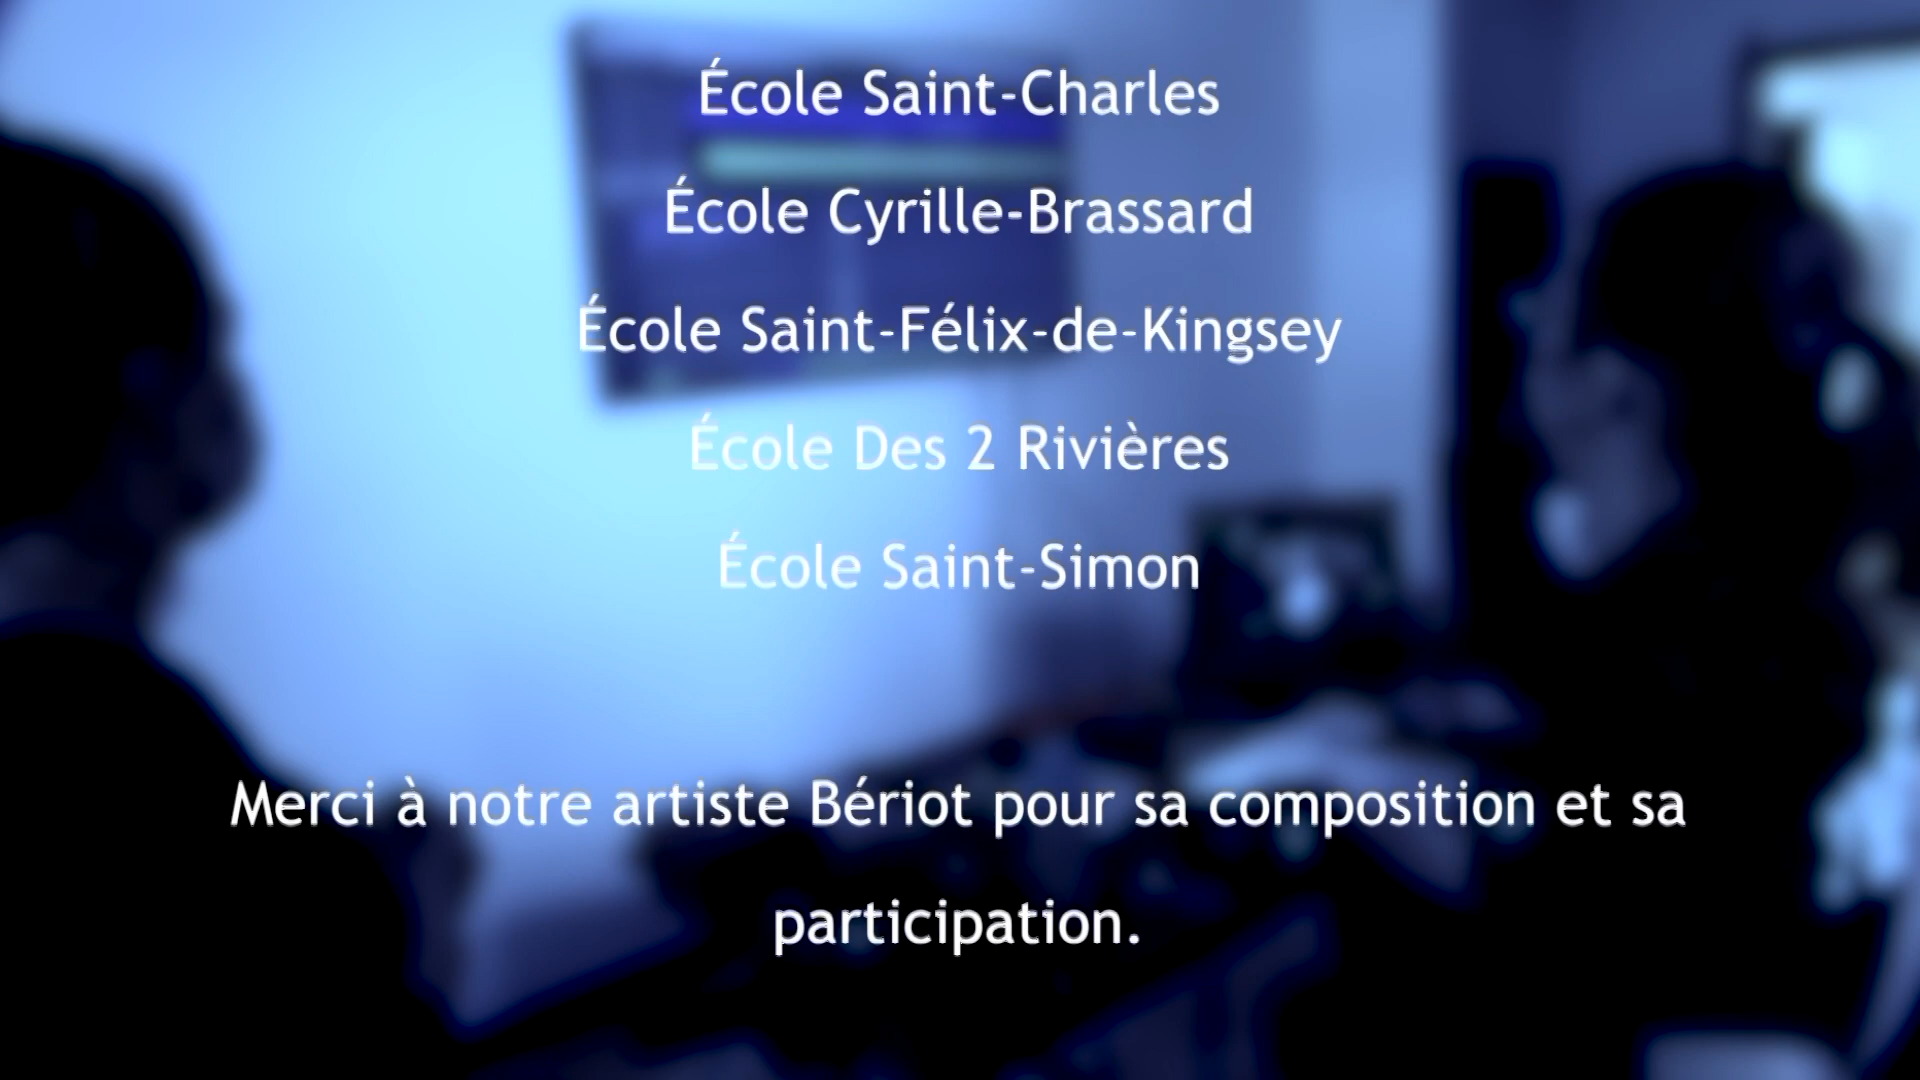 École Saint-Charles
École Cyrille-Brassard
École Saint-Félix-de-Kingsey
École Des 2 Rivières
École Saint-Simon
Merci à notre artiste Bériot pour sa composition et sa
participation.